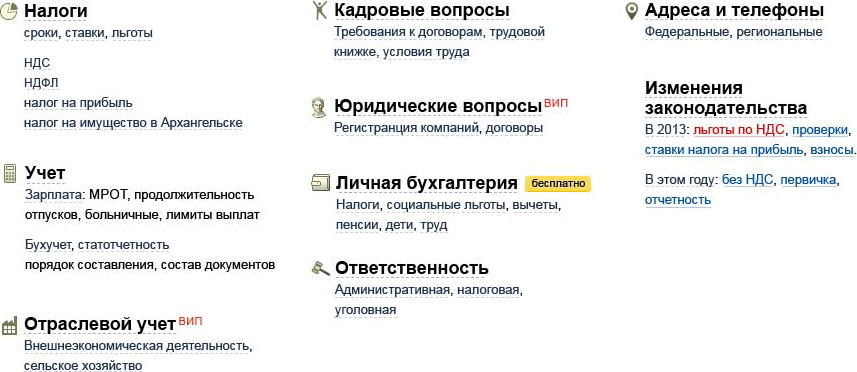 Налоги
сроки, ставки, льготы
НДС
НДФЛ
налог на прибыль
налог на имущество в Архангельске
Учет
Зарплата: МРОТ, продолжительность
отпусков, больничные, лимиты выплат
Бухучет, статотчетность
порядок составления, состав документов
Отраслевой учет ВИП
Внешнеэкономическая деятельность,
сельское хозяйство
Кадровые вопросы
Требования к договорам, трудовой
книжке, условия труда
Юридические вопросы ВИП
Регистранция компаний, договоры
Личная бухгалтерия бесплатно
Налоги, социальные льготы, вычеты,
пенсии, дети, труд
Ответственность
Административная, налоговая,
уголовная
Адреса и телефоны
Федеральные, региональные
Изменения
законодательства
В 2013: льготы по НДС, проверки,
ставки налога на прибыль, взносы.
В этом году: без НДС, первичка,
отчетность